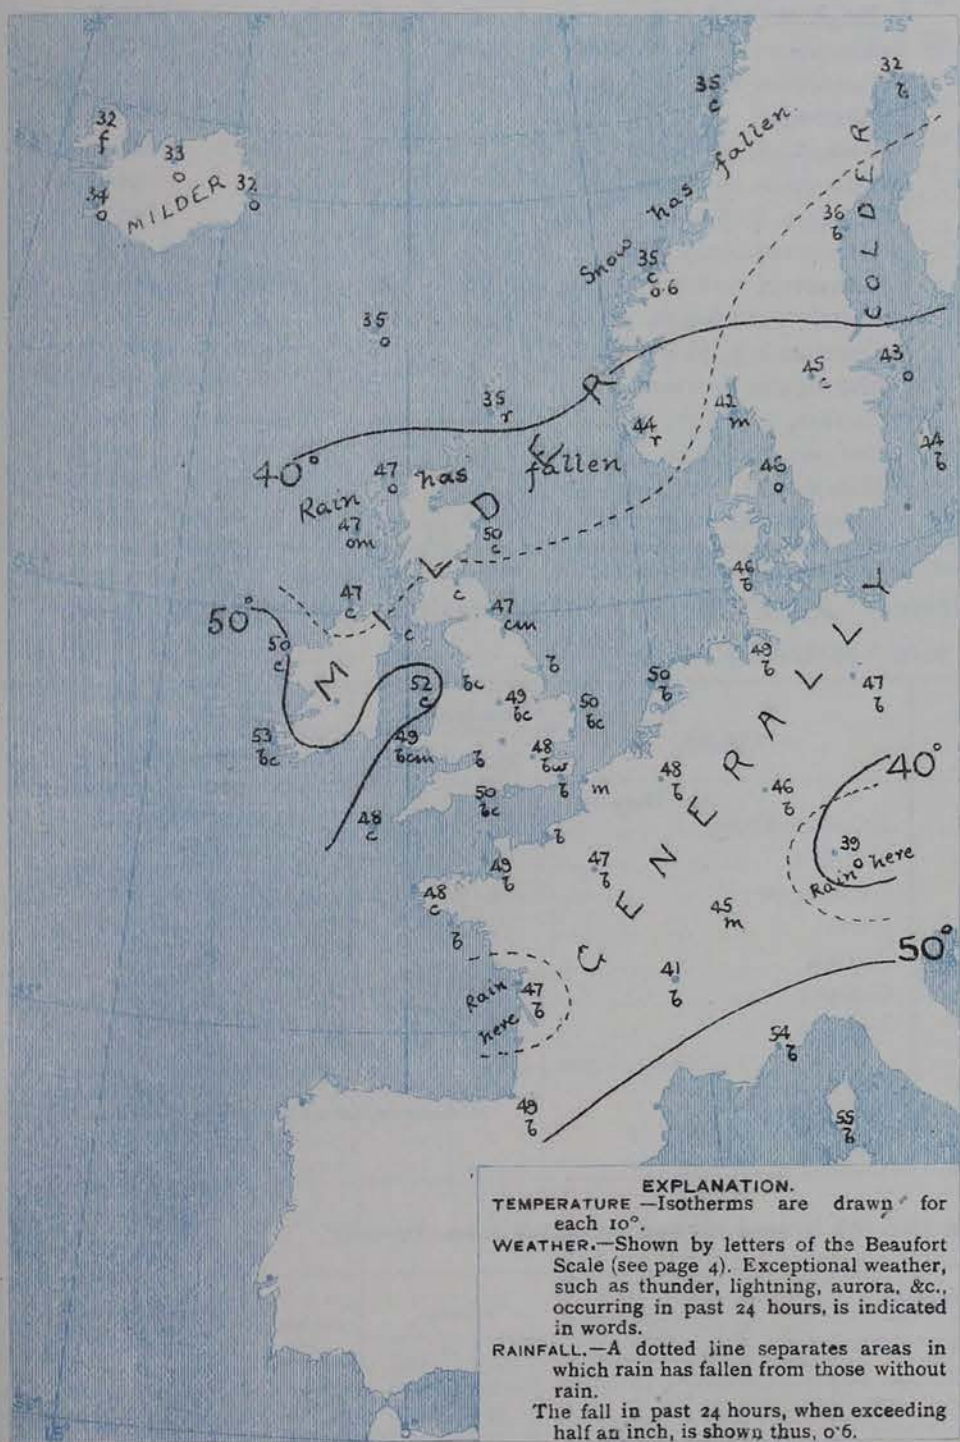 32
b
35
c
32
f
33
o
34
o
32
o
MILDER
Snow has fallen.
COLDER
36
b
35
c
0.6
35
o
35
r
45
c
43
o
42
m
44
r
44
b
40°
47
o
Rain has fallen
47
om
46
o
50
c
46
b
MILD GENERALLY
50°
47
c
c
c
47
cm
50
c
b
49
b
50
b
47
b
52
c
bc
49
bc
50
bc
53
bc
49
bcm
b
48
bw
b
m
48
b
46
b
40°
50
bc
48
c
b
39
o
Rain here
49
b
47
b
48
c
45
m
b
50°
Rain here
47
b
41
b
54
b
49
b
55
b
EXPLANATION.
TEMPERATURE —Isotherms are drawn for
each 10°.
WEATHER.—Shown by letters of the Beaufort
Scale (see page 4). Exceptional weather,
such as thunder, lightning, aurora, &c.,
occurring in past 24 hours, is indicated
in words.
RAINFALL.—A dotted line separates areas in
which rain has fallen from those without
rain.
The fall in past 24 hours, when exceeding
half an inch, is shown thus, 0·6.